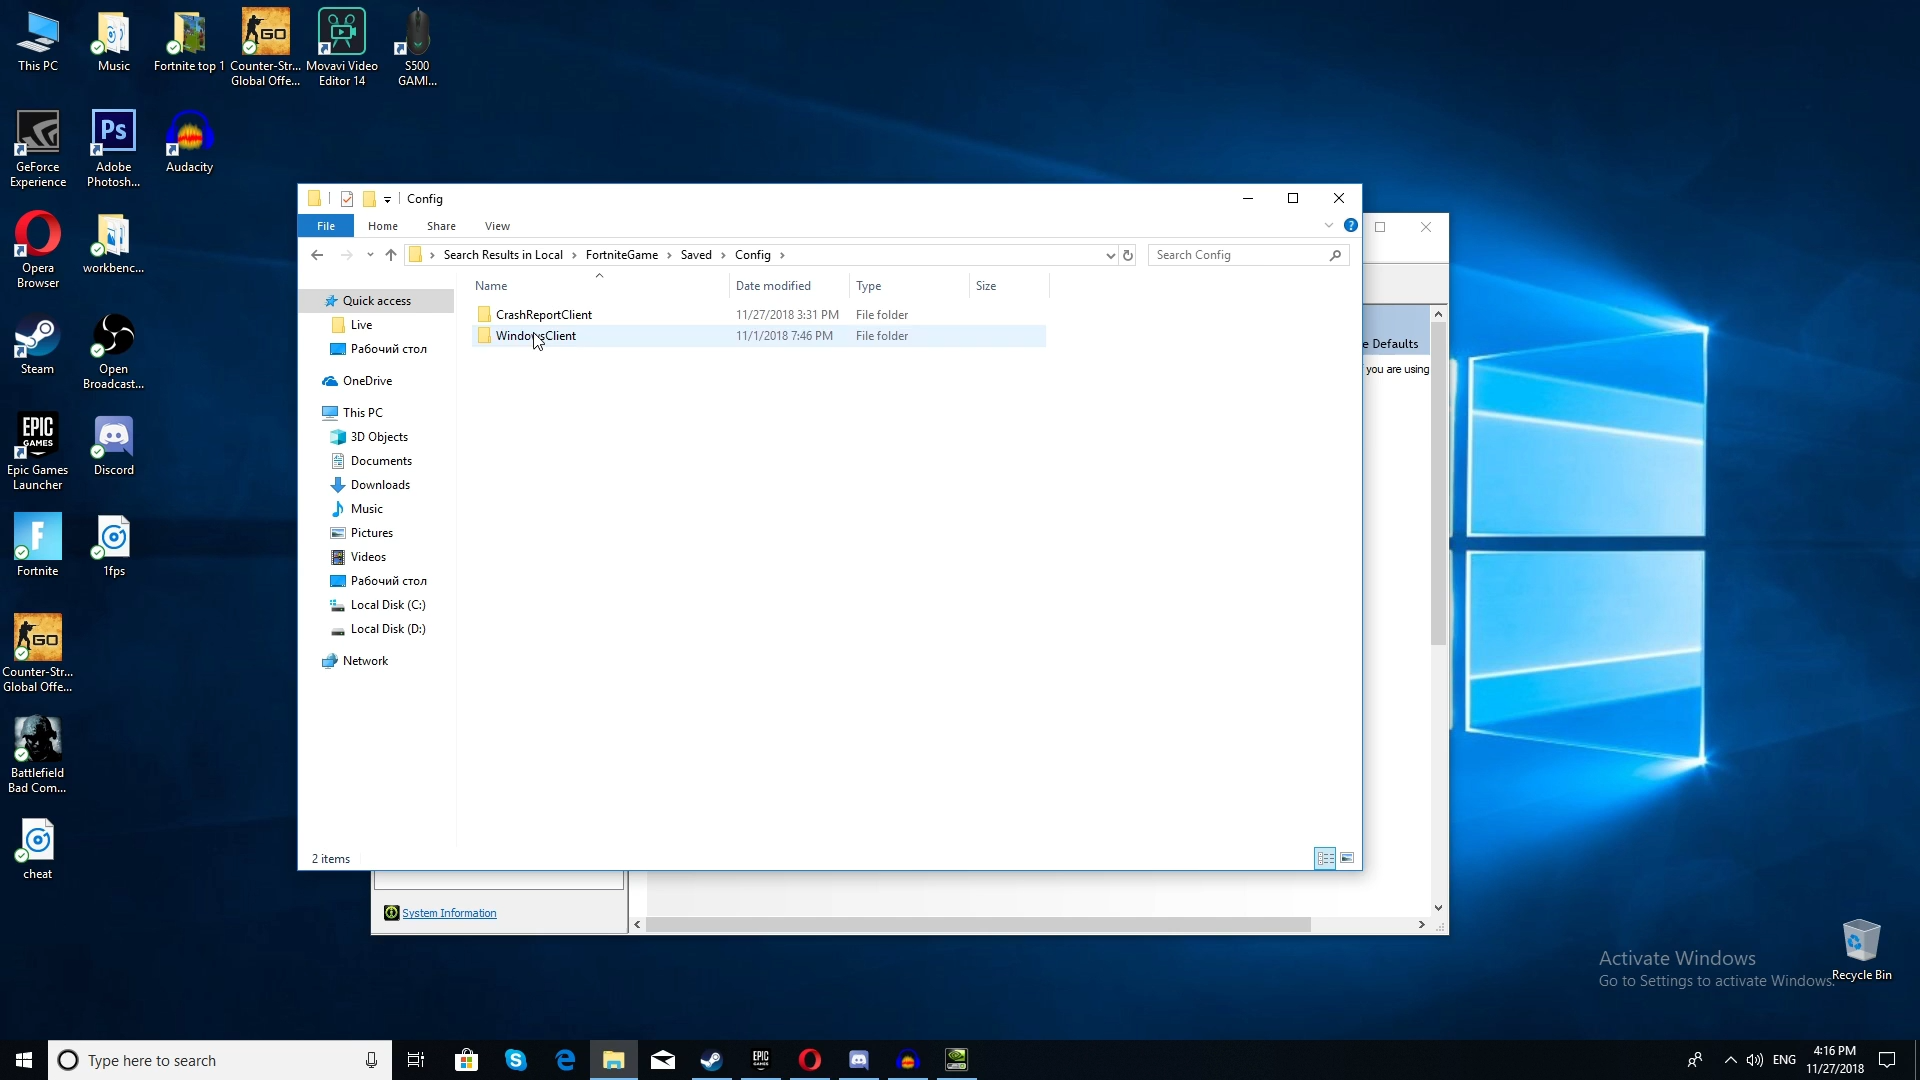 This PC
Music
Fortnite top 1
Counter-Str...
Global Offe...
Movavi Video
Editor 14
S500
GAMI...
GeForce
Experience
Ps
Adobe
Photosh...
Audacity
Opera
Browser
workbenc...
Steam
Open
Broadcast...
EPIC
GAMES
Epic Games
Launcher
Discord
F
Fortnite
1fps
GO
Counter-Str...
Global Offe...
Battlefield
Bad Com...
cheat
Config
File
Home
Share
View
?
Search Results in Local
FortniteGame
Saved
Config
Search Config
Name
Date modified
Type
Size
CrashReportClient
11/27/2018 3:31 PM
File folder
WindowsClient
11/1/2018 7:46 PM
File folder
Quick access
Live
Рабочий стол
OneDrive
This PC
3D Objects
Documents
Downloads
Music
Pictures
Videos
Рабочий стол
Local Disk (C:)
Local Disk (D:)
Network
2 items
e Defaults
you are using
System Information
Activate Windows
Go to Settings to activate Windows.
Recycle Bin
Type here to search
EPIC
GAMES
ENG
4:16 PM
11/27/2018